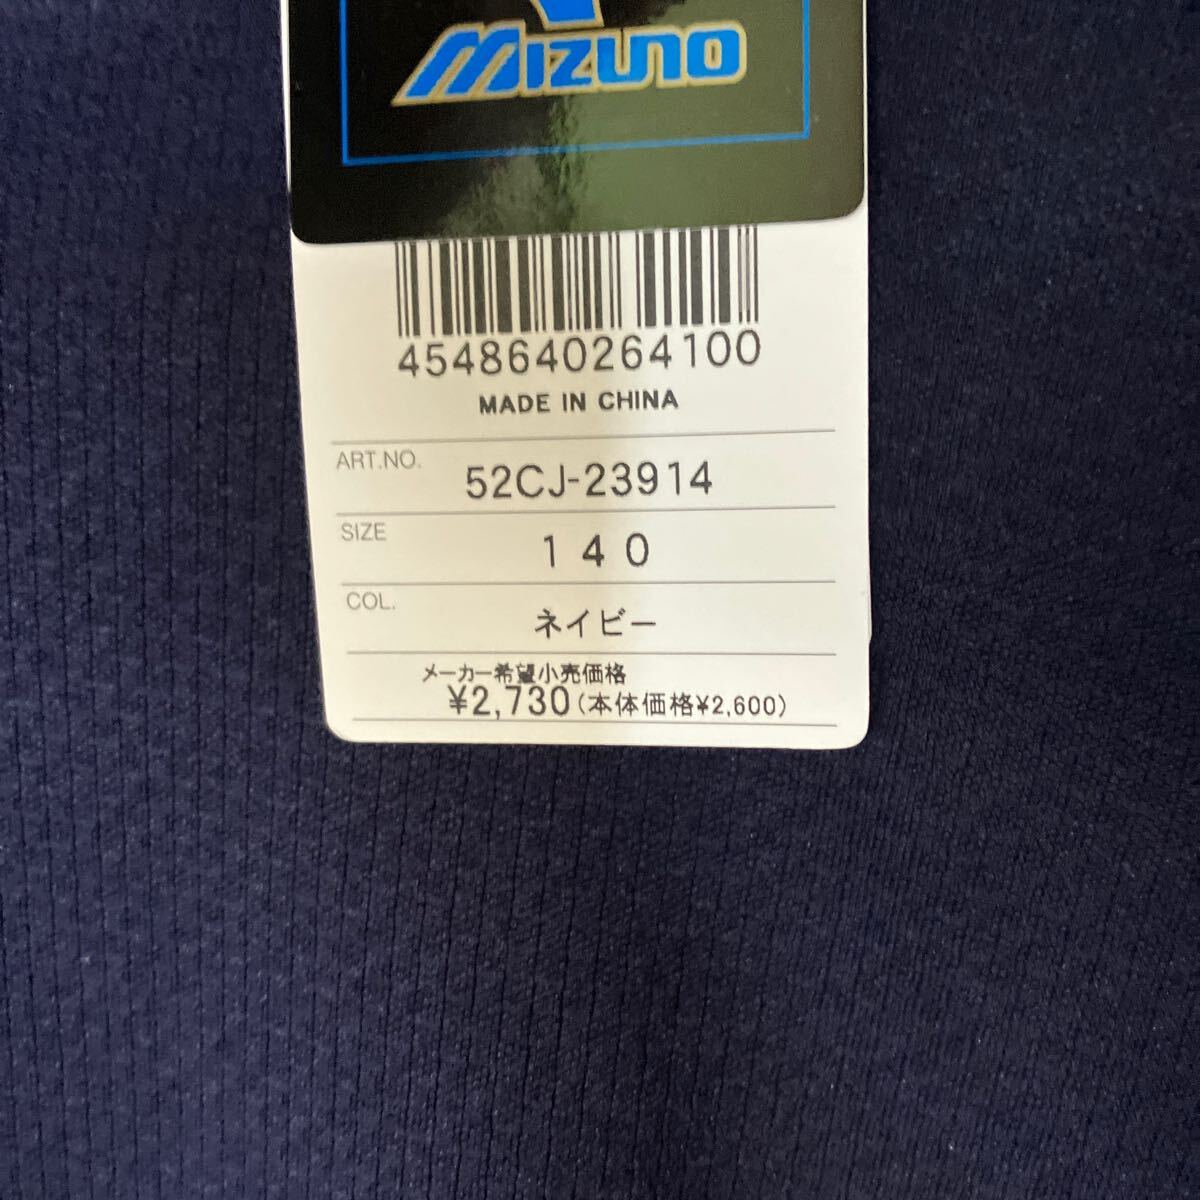 MIZUNO
4548640264100
MADE IN CHINA
ART.NO. 52CJ-23914
SIZE 140
COL. ネイビー
メーカー希望小売価格
¥2,730(本体価格¥2,600)